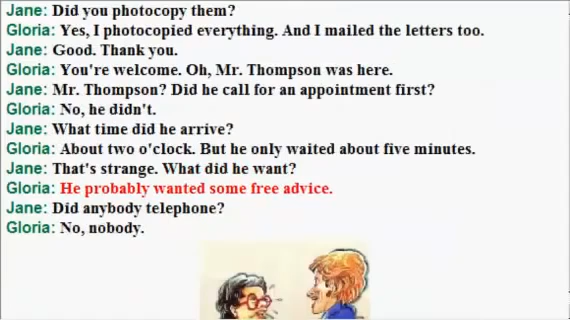 Jane: Did you photocopy them?
Gloria: Yes, I photocopied everything. And I mailed the letters too.
Jane: Good. Thank you.
Gloria: You're welcome. Oh, Mr. Thompson was here.
Jane: Mr. Thompson? Did he call for an appointment first?
Gloria: No, he didn't.
Jane: What time did he arrive?
Gloria: About two o'clock. But he only waited about five minutes.
Jane: That's strange. What did he want?
Gloria: He probably wanted some free advice.
Jane: Did anybody telephone?
Gloria: No, nobody.